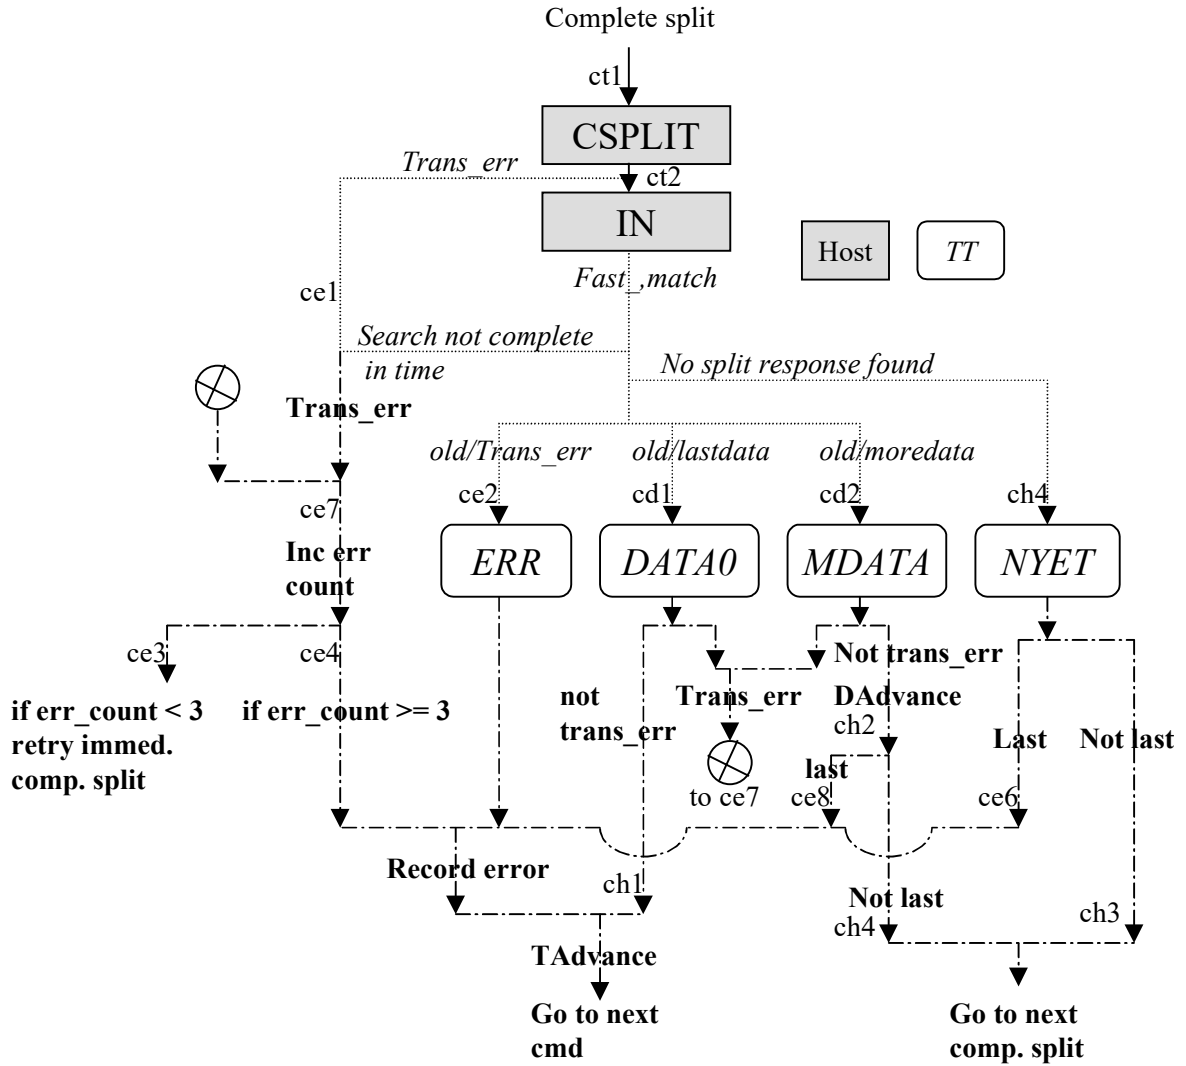 Complete split
ct1
CSPLIT
Trans_err
ct2
IN
Host
TT
Fast_,match
ce1
Search not complete
in time
No split response found
Trans_err
old/Trans_err
old/lastdata
old/moredata
ce2
cd1
cd2
ch4
ce7
Inc err
count
ERR
DATA0
MDATA
NYET
ce3
ce4
Not trans_err
if err_count < 3
retry immed.
comp. split
if err_count >= 3
not
trans_err
Trans_err
DAdvance
ch2
Last
Not last
last
to ce7
ce8
ce6
Record error
ch1
Not last
ch4
ch3
TAdvance
Go to next
cmd
Go to next
comp. split